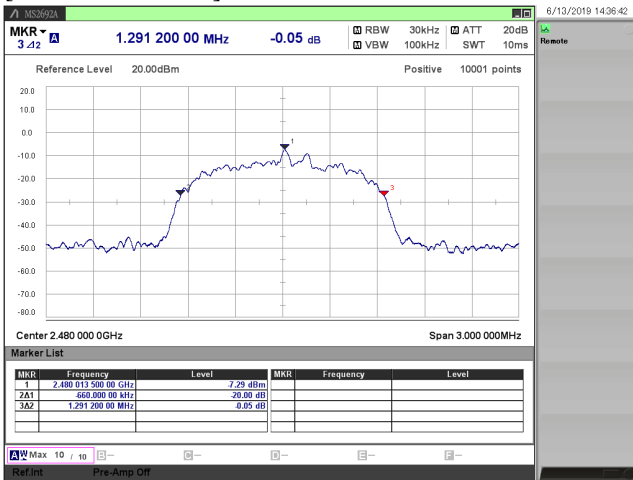 MS2692A
6/13/2019 14:36:42
MKR
3⊿2
1.291 200 00 MHz
-0.05 dB
RBW 30kHz ATT 20dB
VBW 100kHz SWT 10ms
Remote
Reference Level 20.00dBm Positive 10001 points
20.0
10.0
0.0
-10.0
-20.0
-30.0
-40.0
-50.0
-60.0
-70.0
-80.0
1
2
3
Center 2.480 000 0GHz Span 3.000 000MHz
Marker List
MKR Frequency Level MKR Frequency Level
1 2.480 013 500 00 GHz -7.29 dBm
2Δ1 -660.000 00 kHz -20.00 dB
3Δ2 1.291 200 00 MHz -0.05 dB
A W Max 10 / 10 B-- C-- D-- E-- F--
Ref.Int Pre-Amp Off